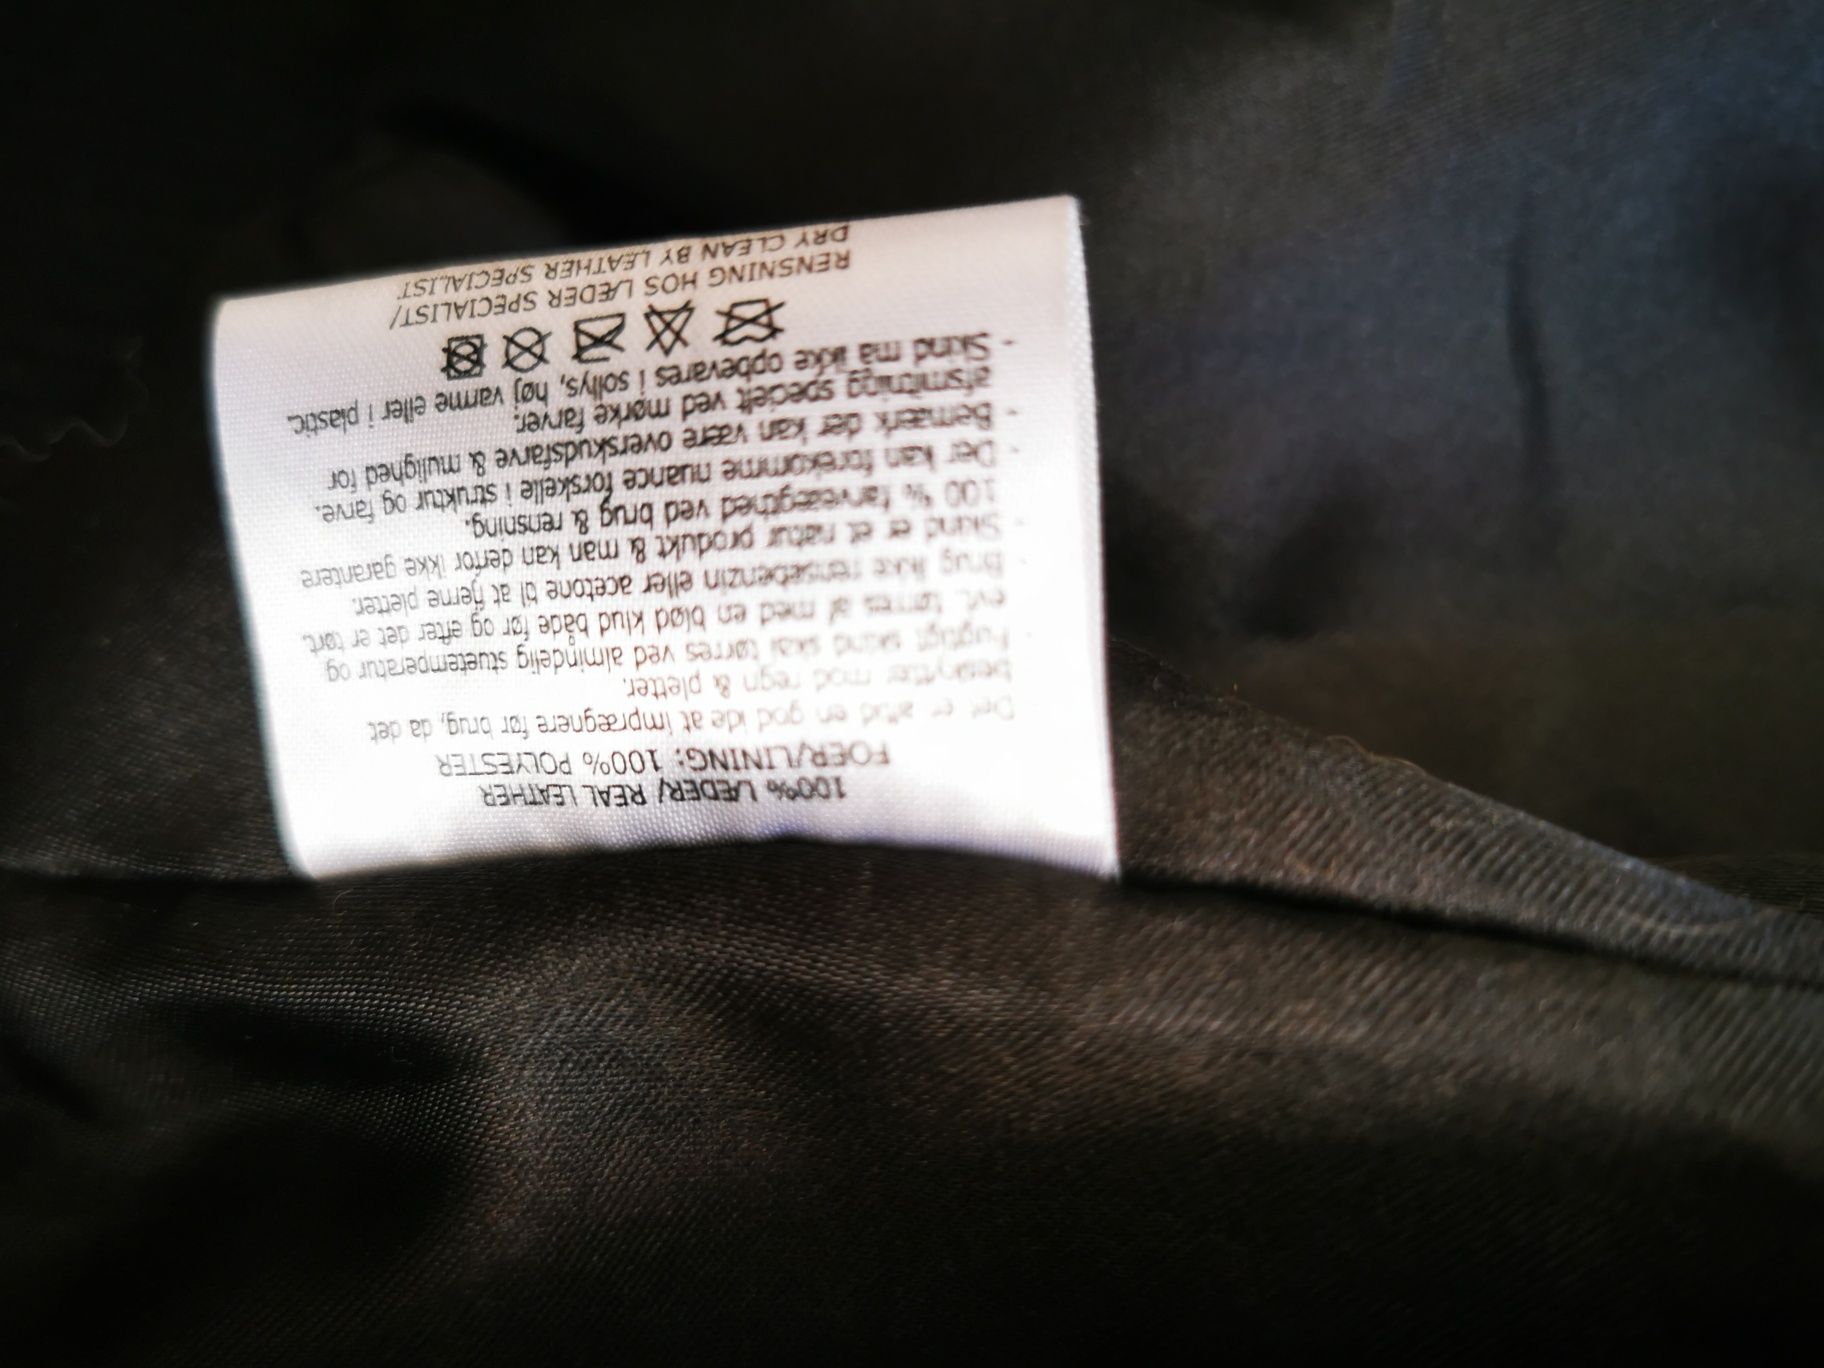 100% LÆDER/ REAL LEATHER
FOER/LINING: 100% POLYESTER
Det er altid en god ide at imprægnere før brug, da det
beskytter mod regn & pletter.
- Fugtigt skind skal tørres ved almindelig stuetemperatur og
evt. tørres af med en blød klud både før og efter det er tørt.
- Brug ikke rensebenzin eller acetone til at fjerne pletter.
- Skind er et natur produkt & man kan derfor ikke garantere
100 % farveægthed ved brug & rensning.
- Der kan forekomme nuance forskelle i struktur og farve.
- Bemærk der kan være overskudsfarve & mulighed for
afsmitning specielt ved mørke farver.
- Skind må ikke opbevares i sollys, høj varme eller i plastic.
RENSNING HOS LÆDER SPECIALIST/
DRY CLEAN BY LEATHER SPECIALIST